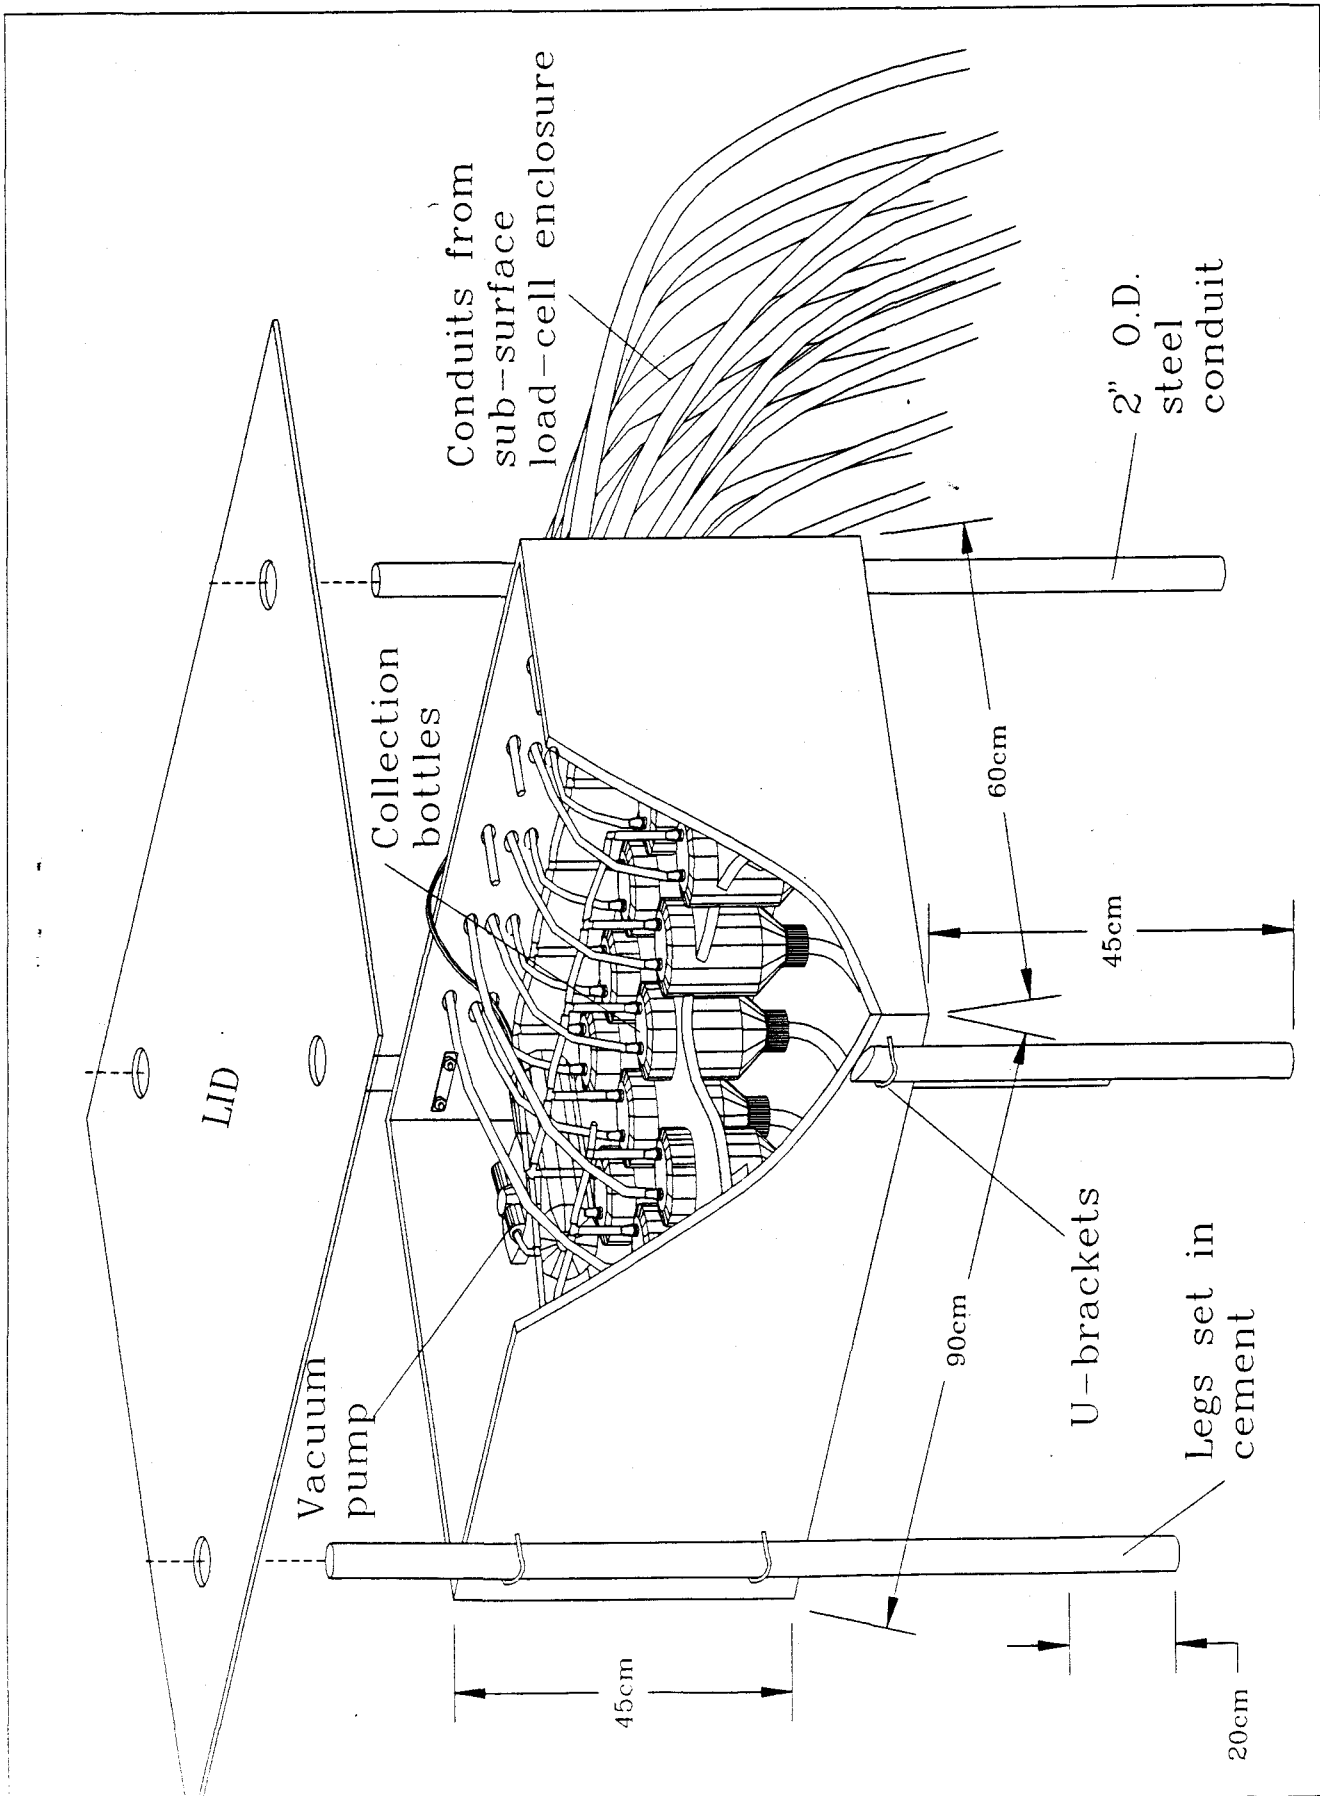 LID
Conduits from
sub-surface
load-cell enclosure
Collection
bottles
Vacuum
pump
2" O.D.
steel
conduit
60cm
45cm
90cm
45cm
20cm
U-brackets
Legs set in
cement